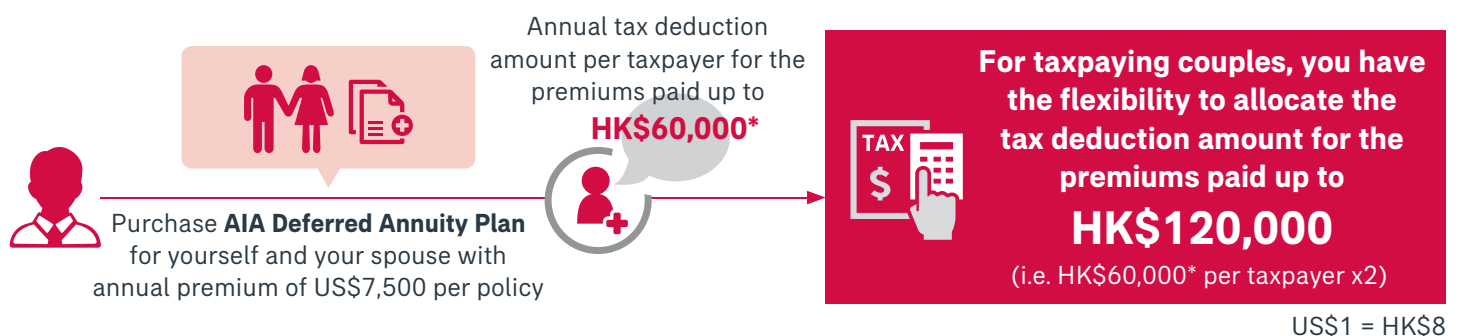 Purchase AIA Deferred Annuity Plan
for yourself and your spouse with
annual premium of US$7,500 per policy
Annual tax deduction
amount per taxpayer for the
premiums paid up to
HK$60,000*
TAX
$
For taxpaying couples, you have
the flexibility to allocate the
tax deduction amount for the
premiums paid up to
HK$120,000
(i.e. HK$60,000* per taxpayer x2)
US$1 = HK$8